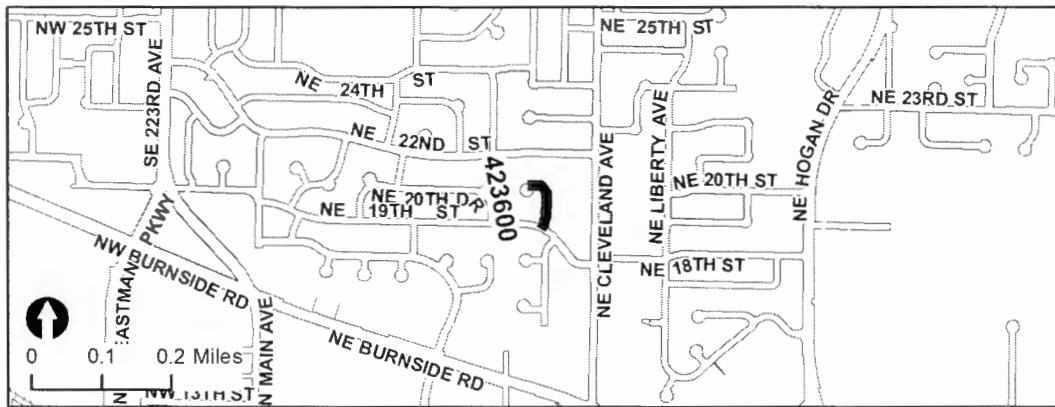 NW 25TH ST
SE 223RD AVE
NE 24TH ST
NE 22ND ST
NE 25TH ST
NE CLEVELAND AVE
NE LIBERTY AVE
NE HOGAN DR
NE 23RD ST
423600
NE 20TH DR
NE 19TH ST
NE 20TH ST
NE 18TH ST
NW BURNSIDE RD
N EASTMAN PKWY
N MAIN AVE
NE BURNSIDE RD
0 0.1 0.2 Miles
NW 13TH ST